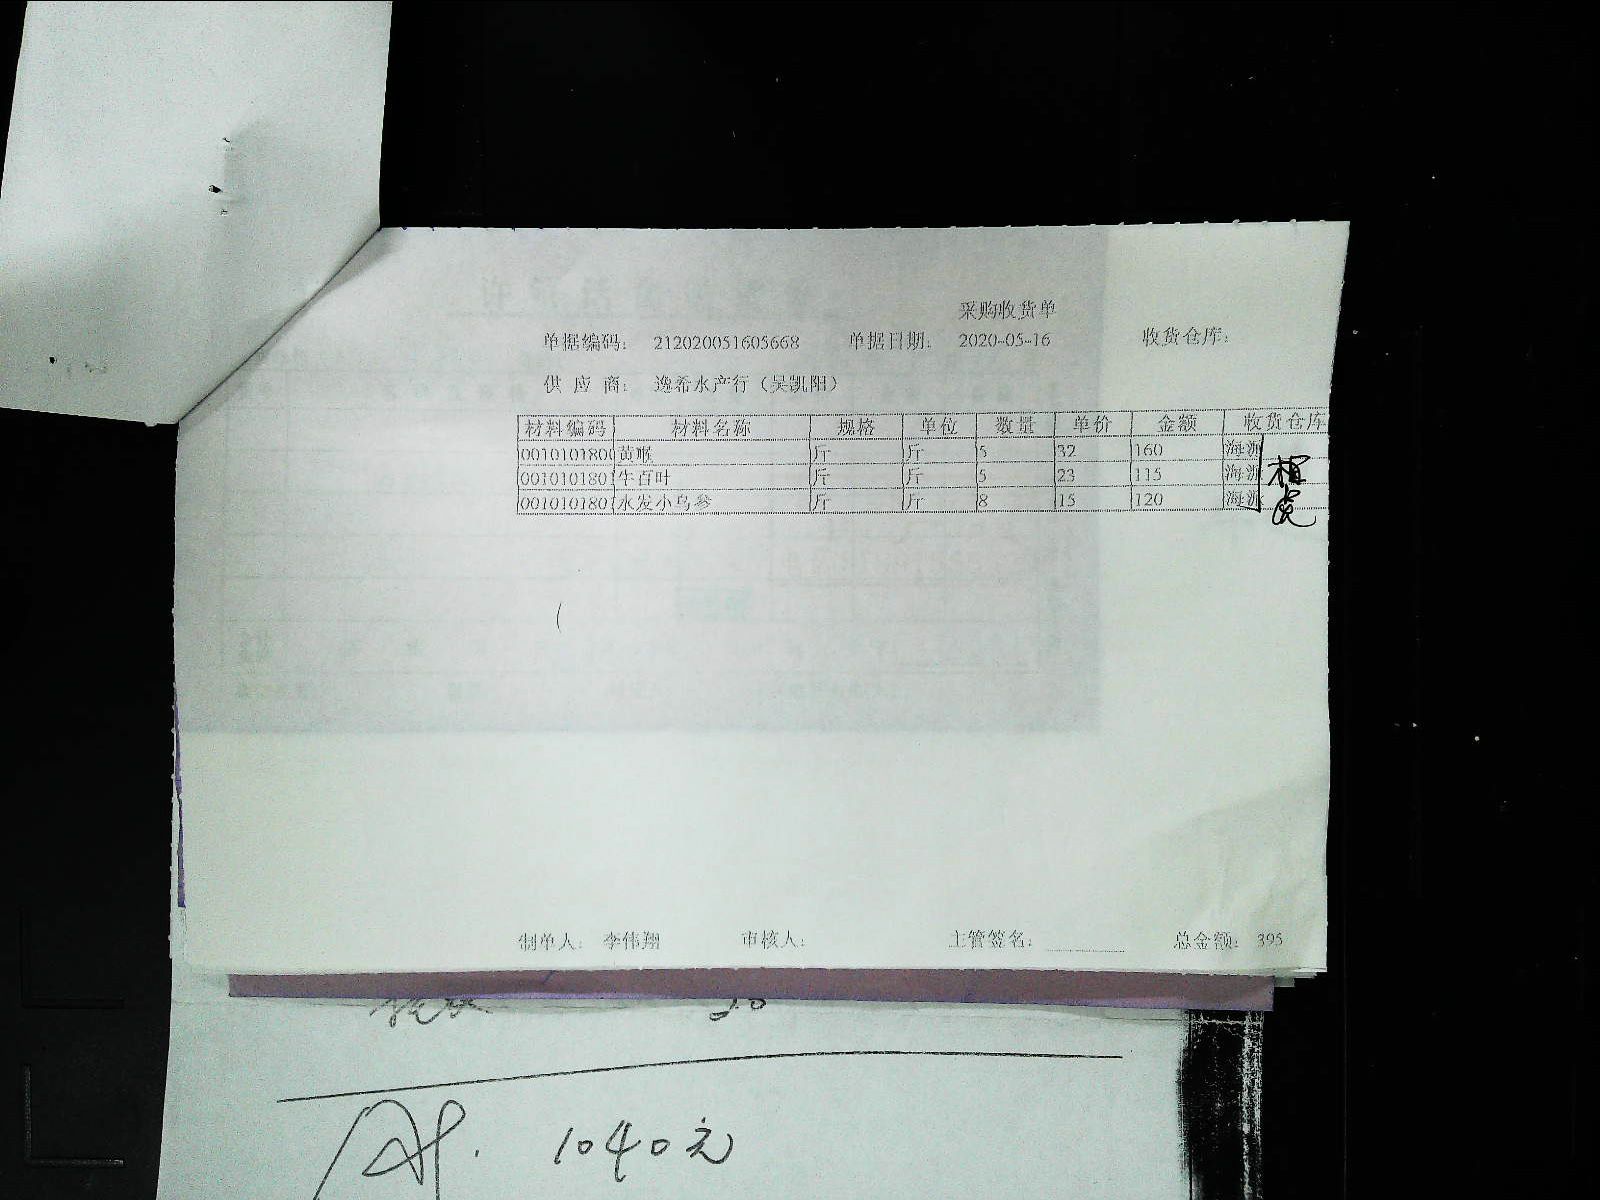 采购收货单
单据编码： 212020051605668 单据日期： 2020-05-16 收货仓库：
供 应 商： 逸希水产行（吴凯阳）
材料编码 材料名称 规格 单位 数量 单价 金额 收货仓库
0010101800 黄喉 斤 斤 5 32 160 海派
001010180 牛百叶 斤 斤 5 23 115 海派
001010180 水发小乌参 斤 斤 8 15 120 海派
制单人： 李伟翔 审核人： 主管签名： 总金额： 395
1040元